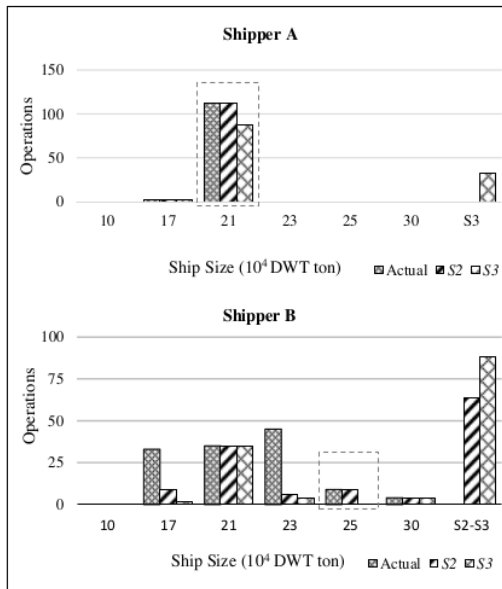 Shipper A
Operations
150
100
50
0
10 17 21 23 25 30 S3
Ship Size (10⁴ DWT ton) Actual S2 S3
Shipper B
Operations
100
75
50
25
0
10 17 21 23 25 30 S2-S3
Ship Size (10⁴ DWT ton) Actual S2 S3